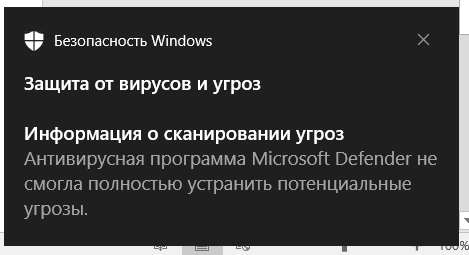 Безопасность Windows
Защита от вирусов и угроз
Информация о сканировании угроз
Антивирусная программа Microsoft Defender не
смогла полностью устранить потенциальные
угрозы.
100%